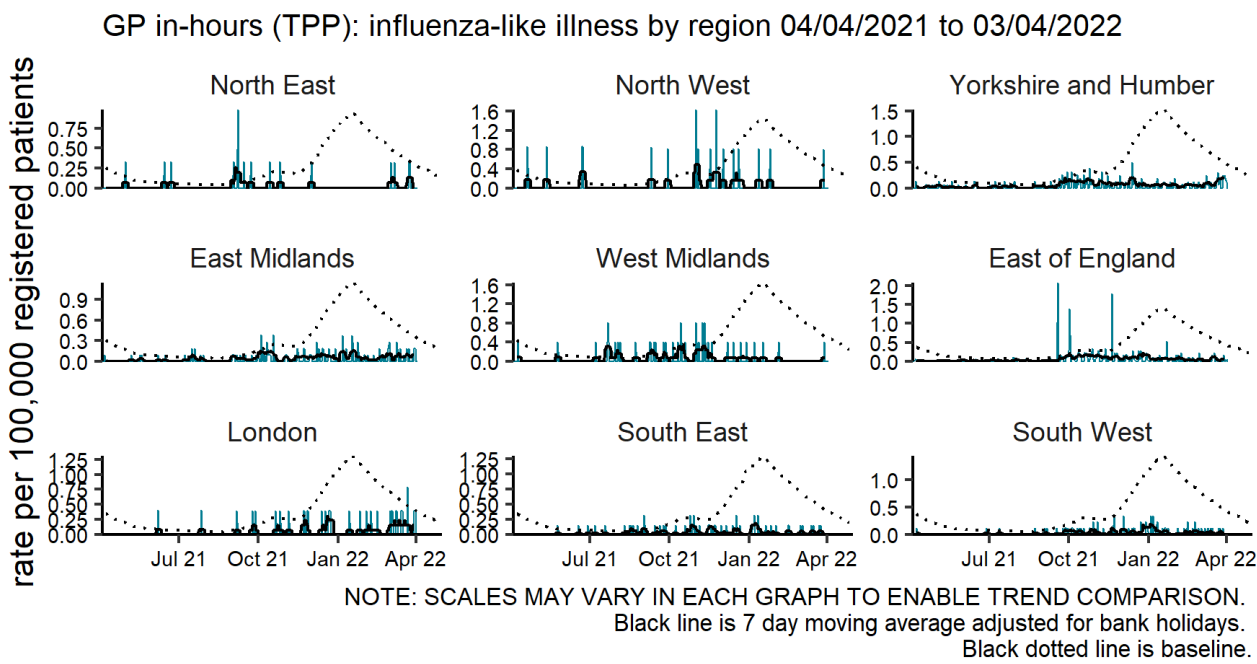 GP in-hours (TPP): influenza-like illness by region 04/04/2021 to 03/04/2022
rate per 100,000 registered patients
North East
0.75
0.50
0.25
0.00
North West
1.6
1.2
0.8
0.4
0.0
Yorkshire and Humber
1.5
1.0
0.5
0.0
East Midlands
0.9
0.6
0.3
0.0
West Midlands
1.6
1.2
0.8
0.4
0.0
East of England
2.0
1.5
1.0
0.5
0.0
London
1.25
1.00
0.75
0.50
0.25
0.00
Jul 21 Oct 21 Jan 22 Apr 22
South East
1.25
1.00
0.75
0.50
0.25
0.00
Jul 21 Oct 21 Jan 22 Apr 22
South West
1.0
0.5
0.0
Jul 21 Oct 21 Jan 22 Apr 22
NOTE: SCALES MAY VARY IN EACH GRAPH TO ENABLE TREND COMPARISON.
Black line is 7 day moving average adjusted for bank holidays.
Black dotted line is baseline.